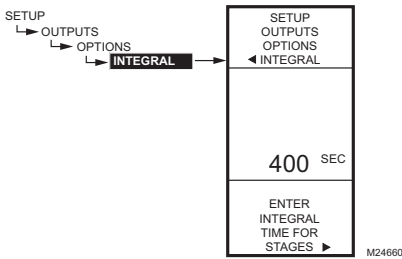 SETUP
OUTPUTS
OPTIONS
INTEGRAL
SETUP
OUTPUTS
OPTIONS
◄ INTEGRAL
400 SEC
ENTER
INTEGRAL
TIME FOR
STAGES ►
M24660